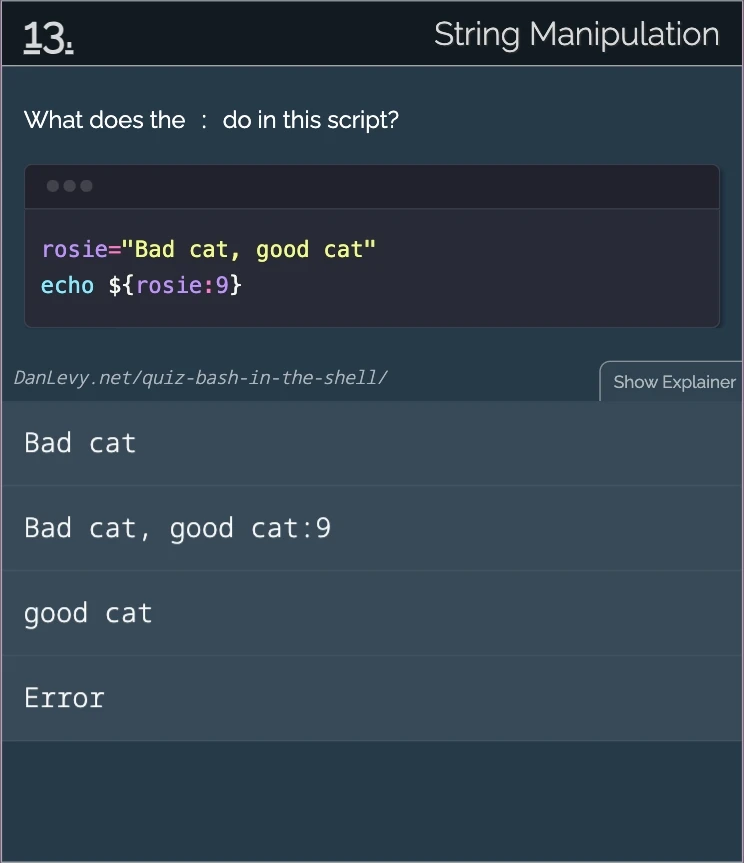 13.
String Manipulation
What does the : do in this script?
rosie="Bad cat, good cat"
echo ${rosie:9}
DanLevy.net/quiz-bash-in-the-shell/
Show Explainer
Bad cat
Bad cat, good cat:9
good cat
Error